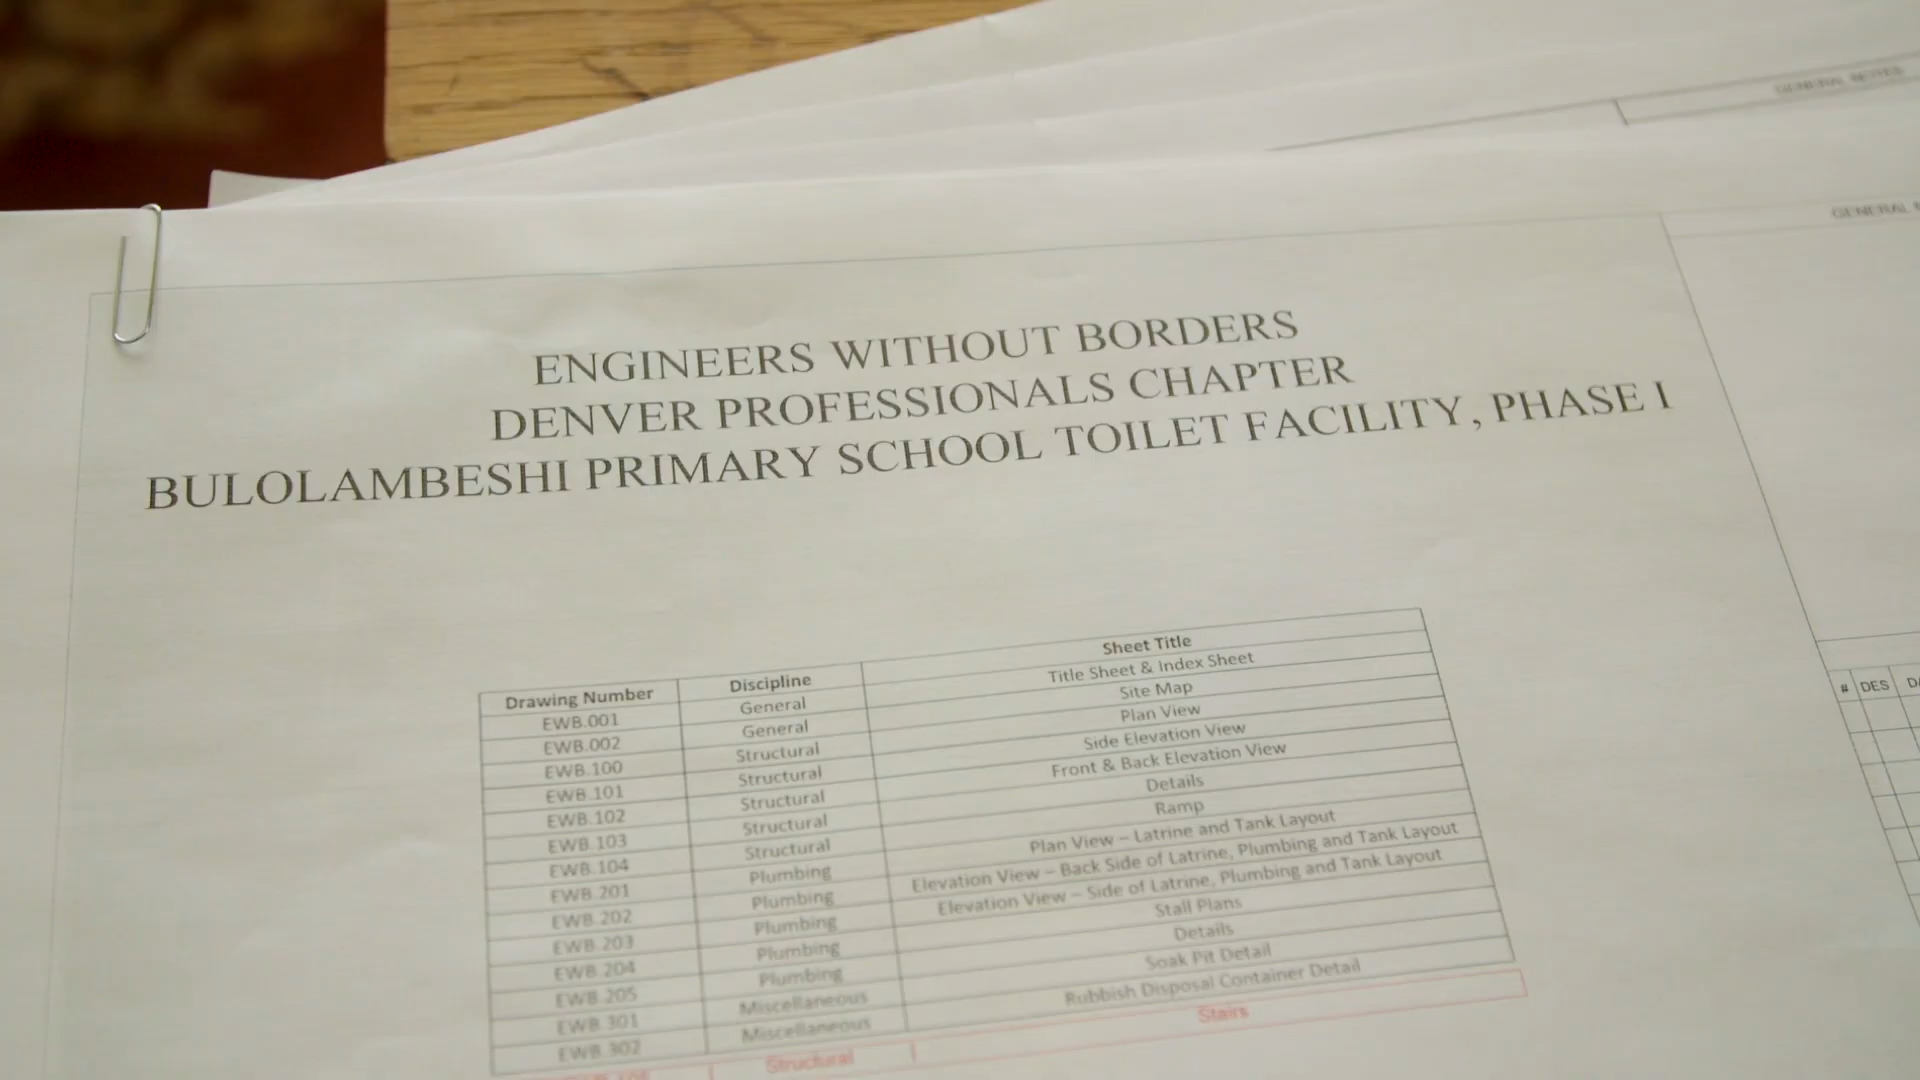 GENERAL NOTES
GENERAL
ENGINEERS WITHOUT BORDERS
DENVER PROFESSIONALS CHAPTER
BULOLAMBESHI PRIMARY SCHOOL TOILET FACILITY, PHASE I
Drawing Number Discipline Sheet Title
EWB.001 General Title Sheet & Index Sheet
EWB.002 General Site Map
EWB.100 Structural Plan View
EWB.101 Structural Side Elevation View
EWB.102 Structural Front & Back Elevation View
EWB.103 Structural Details
EWB.104 Structural Ramp
EWB.201 Plumbing Plan View – Latrine and Tank Layout
EWB.202 Plumbing Elevation View – Back Side of Latrine, Plumbing and Tank Layout
EWB.203 Plumbing Elevation View – Side of Latrine, Plumbing and Tank Layout
EWB.204 Plumbing Stall Plans
EWB.205 Plumbing Details
EWB.301 Miscellaneous Soak Pit Detail
EWB.302 Miscellaneous Rubbish Disposal Container Detail
Structural Stairs
# DES